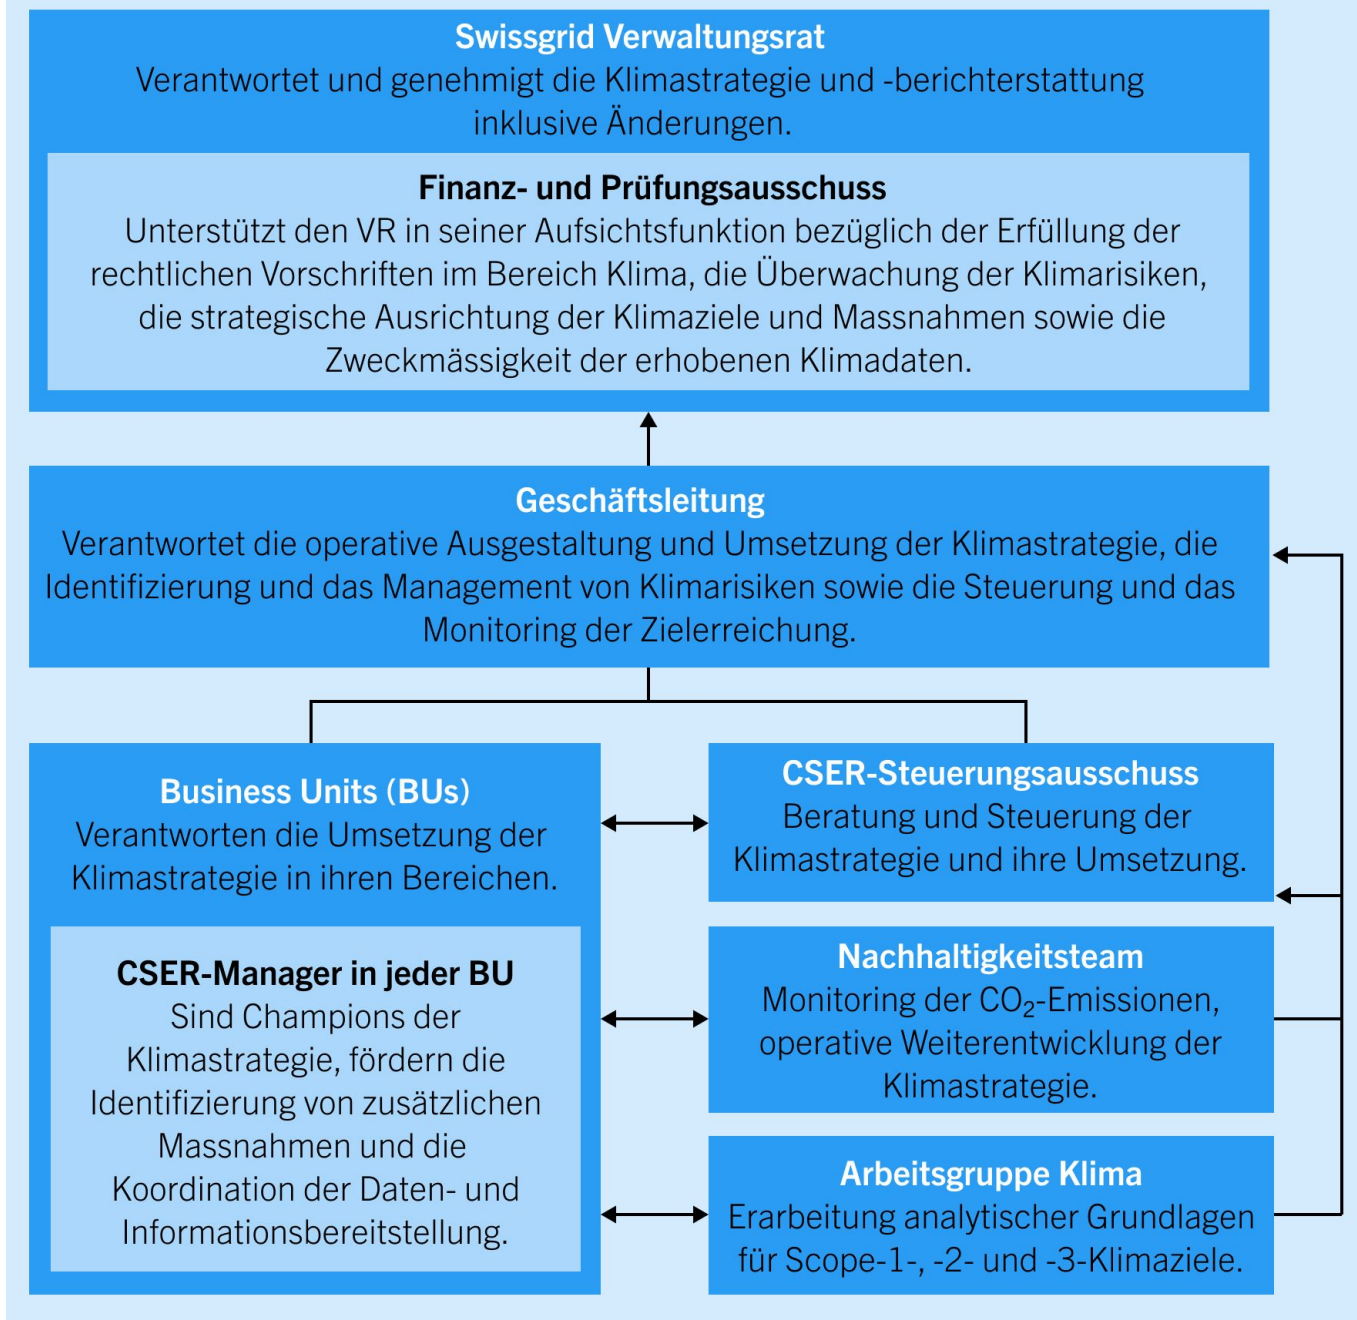 Swissgrid Verwaltungsrat
Verantwortet und genehmigt die Klimastrategie und -berichterstattung
inklusive Änderungen.
Finanz- und Prüfungsausschuss
Unterstützt den VR in seiner Aufsichtsfunktion bezüglich der Erfüllung der
rechtlichen Vorschriften im Bereich Klima, die Überwachung der Klimarisiken,
die strategische Ausrichtung der Klimaziele und Massnahmen sowie die
Zweckmässigkeit der erhobenen Klimadaten.
Geschäftsleitung
Verantwortet die operative Ausgestaltung und Umsetzung der Klimastrategie, die
Identifizierung und das Management von Klimarisiken sowie die Steuerung und das
Monitoring der Zielerreichung.
Business Units (BUs)
Verantworten die Umsetzung der
Klimastrategie in ihren Bereichen.
CSER-Manager in jeder BU
Sind Champions der
Klimastrategie, fördern die
Identifizierung von zusätzlichen
Massnahmen und die
Koordination der Daten- und
Informationsbereitstellung.
CSER-Steuerungsausschuss
Beratung und Steuerung der
Klimastrategie und ihre Umsetzung.
Nachhaltigkeitsteam
Monitoring der CO₂-Emissionen,
operative Weiterentwicklung der
Klimastrategie.
Arbeitsgruppe Klima
Erarbeitung analytischer Grundlagen
für Scope-1-, -2- und -3-Klimaziele.